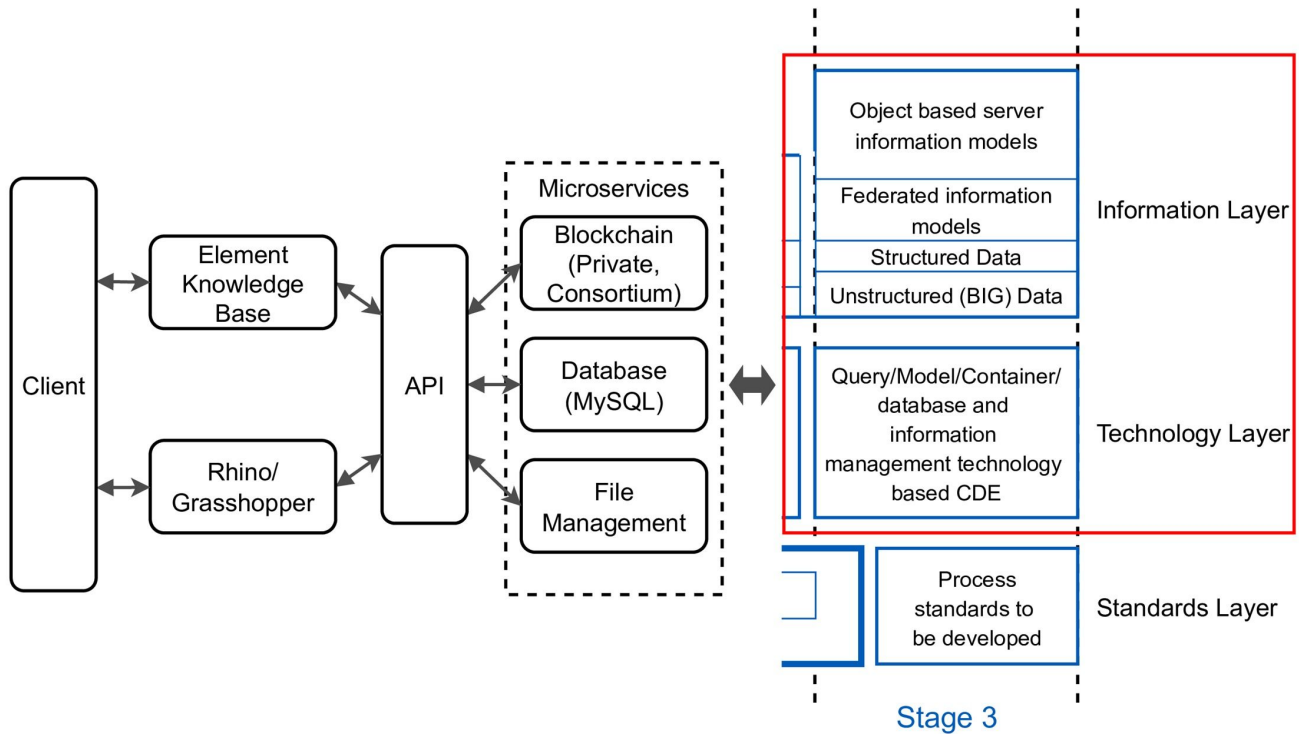 Client
Element
Knowledge
Base
Rhino/
Grasshopper
API
Microservices
Blockchain
(Private,
Consortium)
Database
(MySQL)
File
Management
Object based server
information models
Federated information
models
Structured Data
Unstructured (BIG) Data
Information Layer
Query/Model/Container/
database and
information
management technology
based CDE
Technology Layer
Process
standards to
be developed
Standards Layer
Stage 3